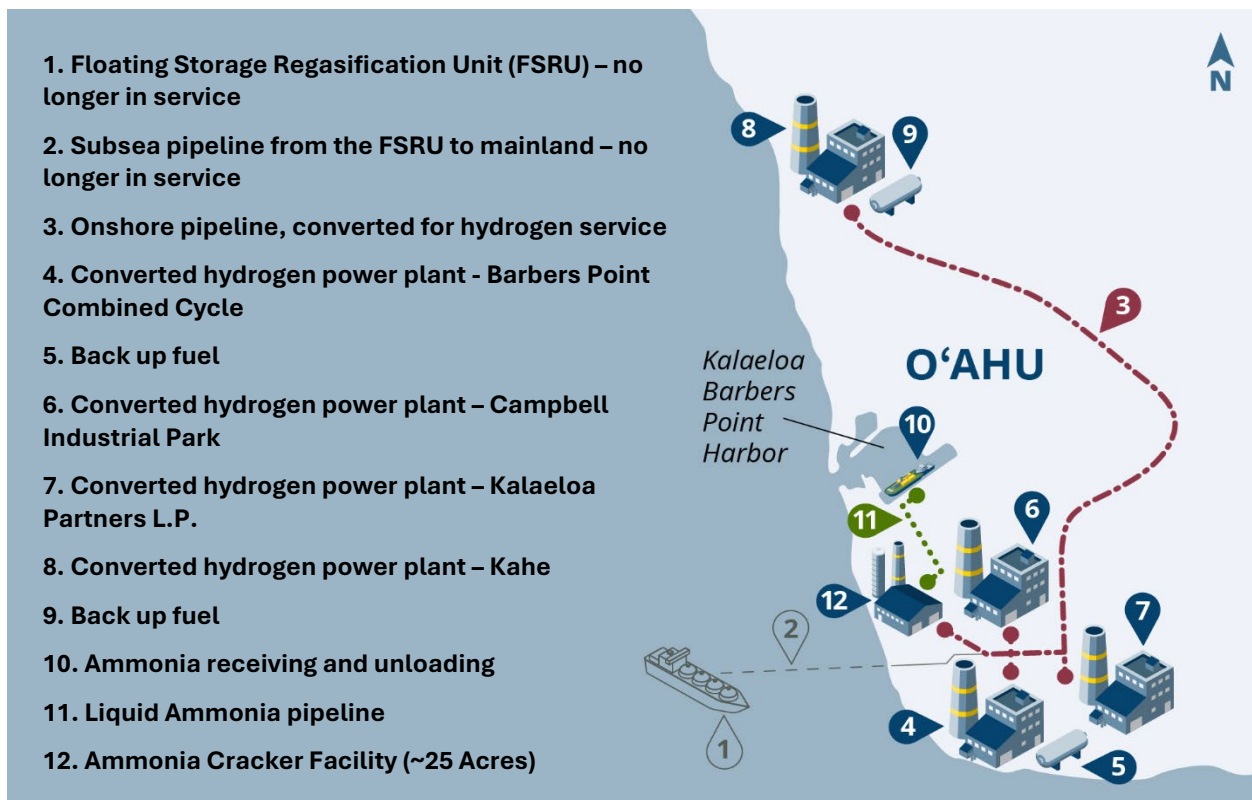 1. Floating Storage Regasification Unit (FSRU) – no
longer in service
2. Subsea pipeline from the FSRU to mainland – no
longer in service
3. Onshore pipeline, converted for hydrogen service
4. Converted hydrogen power plant - Barbers Point
Combined Cycle
5. Back up fuel
6. Converted hydrogen power plant – Campbell
Industrial Park
7. Converted hydrogen power plant – Kalaeloa
Partners L.P.
8. Converted hydrogen power plant – Kahe
9. Back up fuel
10. Ammonia receiving and unloading
11. Liquid Ammonia pipeline
12. Ammonia Cracker Facility (~25 Acres)
N
8
9
3
OʻAHU
Kalaeloa
Barbers
Point
Harbor
10
11
6
12
7
2
1
4
5